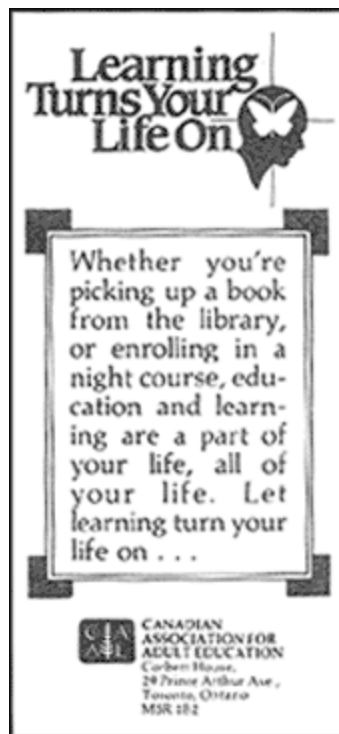 Learning
Turns Your
Life On
Whether you're
picking up a book
from the library,
or enrolling in a
night course, edu-
cation and learn-
ing are a part of
your life, all of
your life. Let
learning turn your
life on . . .
CANADIAN
ASSOCIATION FOR
ADULT EDUCATION
Corbett House,
29 Prince Arthur Ave.,
Toronto, Ontario
M5R 1B2